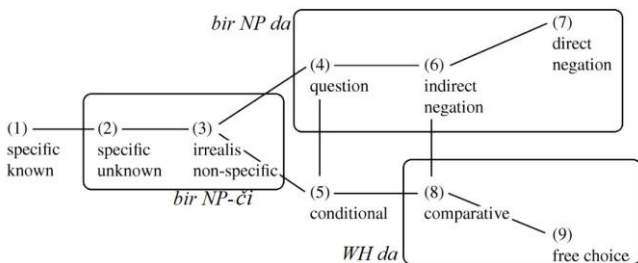 bir NP da
(7)
direct
negation
(4)
question
(6)
indirect
negation
(1)
specific
known
(2)
specific
unknown
(3)
irrealis
non-specific
bir NP-či
(5)
conditional
(8)
comparative
(9)
free choice
WH da